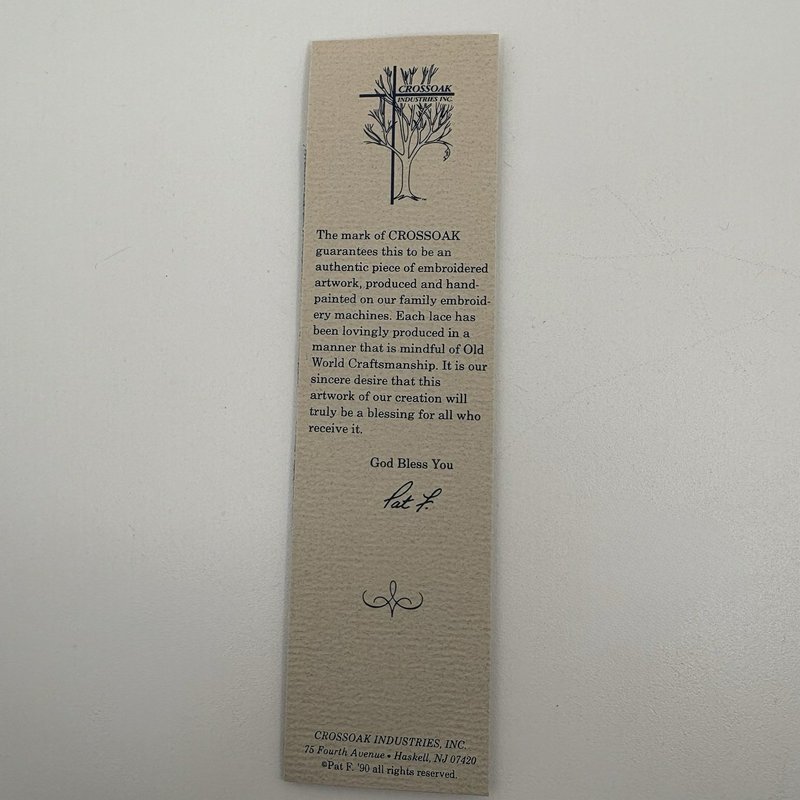 CROSSOAK
INDUSTRIES INC.
The mark of CROSSOAK
guarantees this to be an
authentic piece of embroidered
artwork, produced and hand-
painted on our family embroid-
ery machines. Each lace has
been lovingly produced in a
manner that is mindful of Old
World Craftsmanship. It is our
sincere desire that this
artwork of our creation will
truly be a blessing for all who
receive it.
God Bless You
Pat F.
CROSSOAK INDUSTRIES, INC.
75 Fourth Avenue • Haskell, NJ 07420
©Pat F. '90 all rights reserved.